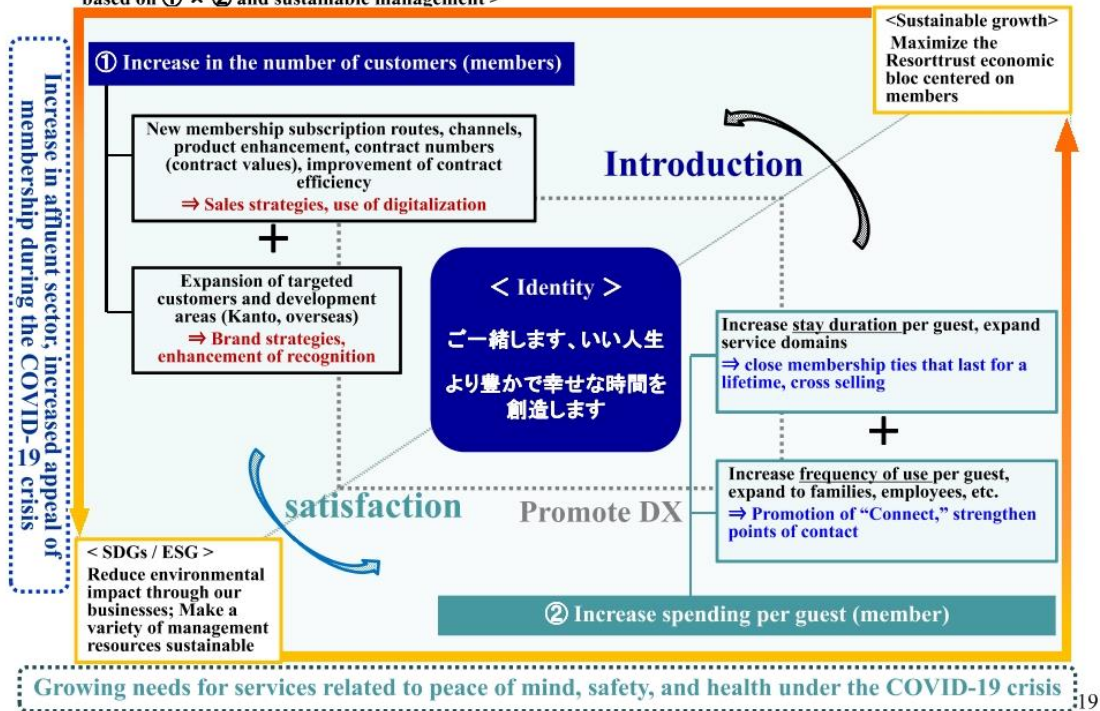 based on ① × ② and sustainable management >
<Sustainable growth>
Maximize the
Resorttrust economic
bloc centered on
members
① Increase in the number of customers (members)
New membership subscription routes, channels,
product enhancement, contract numbers
(contract values), improvement of contract
efficiency
⇒ Sales strategies, use of digitalization
+
Expansion of targeted
customers and development
areas (Kanto, overseas)
⇒ Brand strategies,
enhancement of recognition
Increase in affluent sector, increased appeal of
membership during the COVID-19 crisis
Introduction
< Identity >
ご一緒します、いい人生
より豊かで幸せな時間を
創造します
Increase stay duration per guest, expand
service domains
⇒ close membership ties that last for a
lifetime, cross selling
+
Increase frequency of use per guest,
expand to families, employees, etc.
⇒ Promotion of “Connect,” strengthen
points of contact
satisfaction
Promote DX
< SDGs / ESG >
Reduce environmental
impact through our
businesses; Make a
variety of management
resources sustainable
② Increase spending per guest (member)
Growing needs for services related to peace of mind, safety, and health under the COVID-19 crisis
19